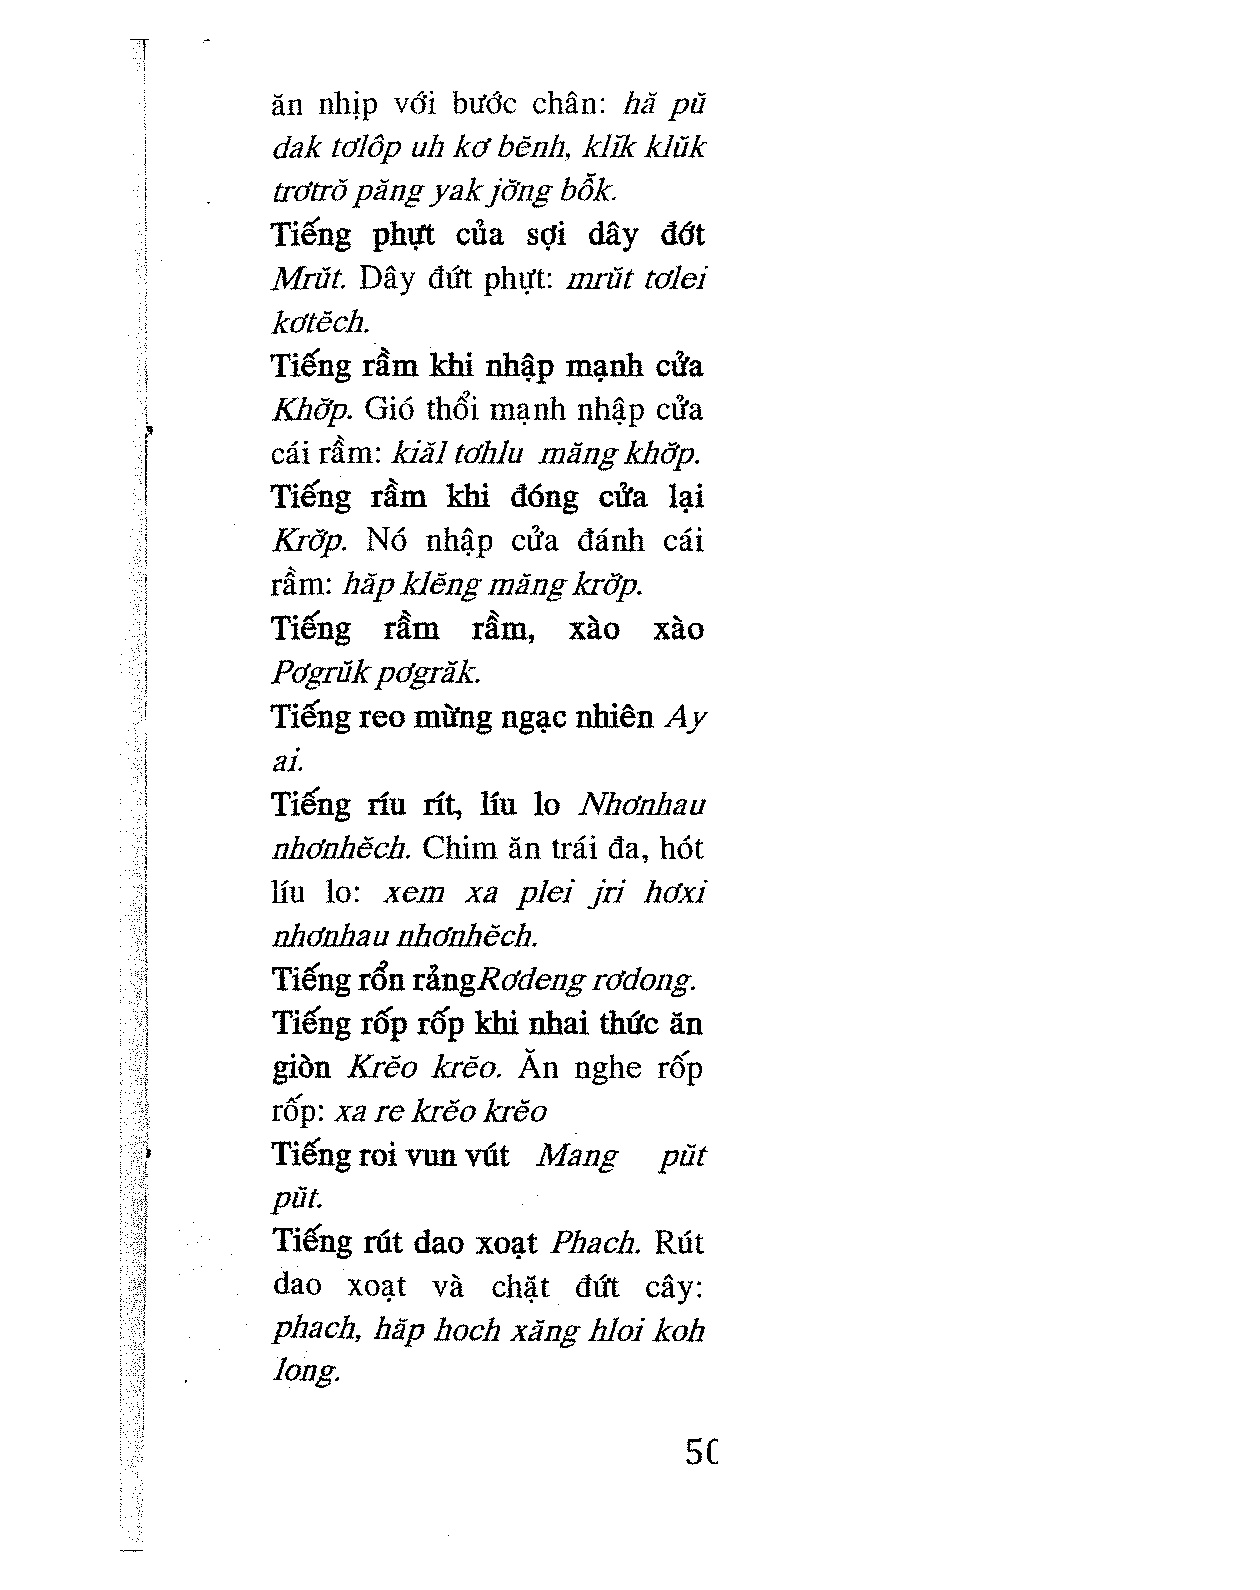 ăn nhịp với bước chân: hă pŭ
dak tơlôp uh kơ bĕnh, klĭk klŭk
trơtrŏ păng yak jơ̆ng bô̆k.
Tiếng phựt của sợi dây đớt
Mrŭt. Dây đứt phựt: mrŭt tơlei
kơtĕch.
Tiếng rầm khi nhập mạnh cửa
Khơ̆p. Gió thổi mạnh nhập cửa
cái rầm: kiăl tơhlu măng khơ̆p.
Tiếng rầm khi đóng cửa lại
Krơ̆p. Nó nhập cửa đánh cái
rầm: hăp klĕng măng krơ̆p.
Tiếng rầm rầm, xào xào
Pơgrŭk pơgrăk.
Tiếng reo mừng ngạc nhiên Ay
ai.
Tiếng ríu rít, líu lo Nhơnhau
nhơnhĕch. Chim ăn trái đa, hót
líu lo: xem xa plei jri hơxi
nhơnhau nhơnhĕch.
Tiếng rổn rảngRơdeng rơdong.
Tiếng rốp rốp khi nhai thức ăn
giòn Krĕo krĕo. Ăn nghe rốp
rốp: xa re krĕo krĕo
Tiếng roi vun vút Mang pŭt
pŭt.
Tiếng rút dao xoạt Phach. Rút
dao xoạt và chặt đứt cây:
phach, hăp hoch xăng hloi koh
long.